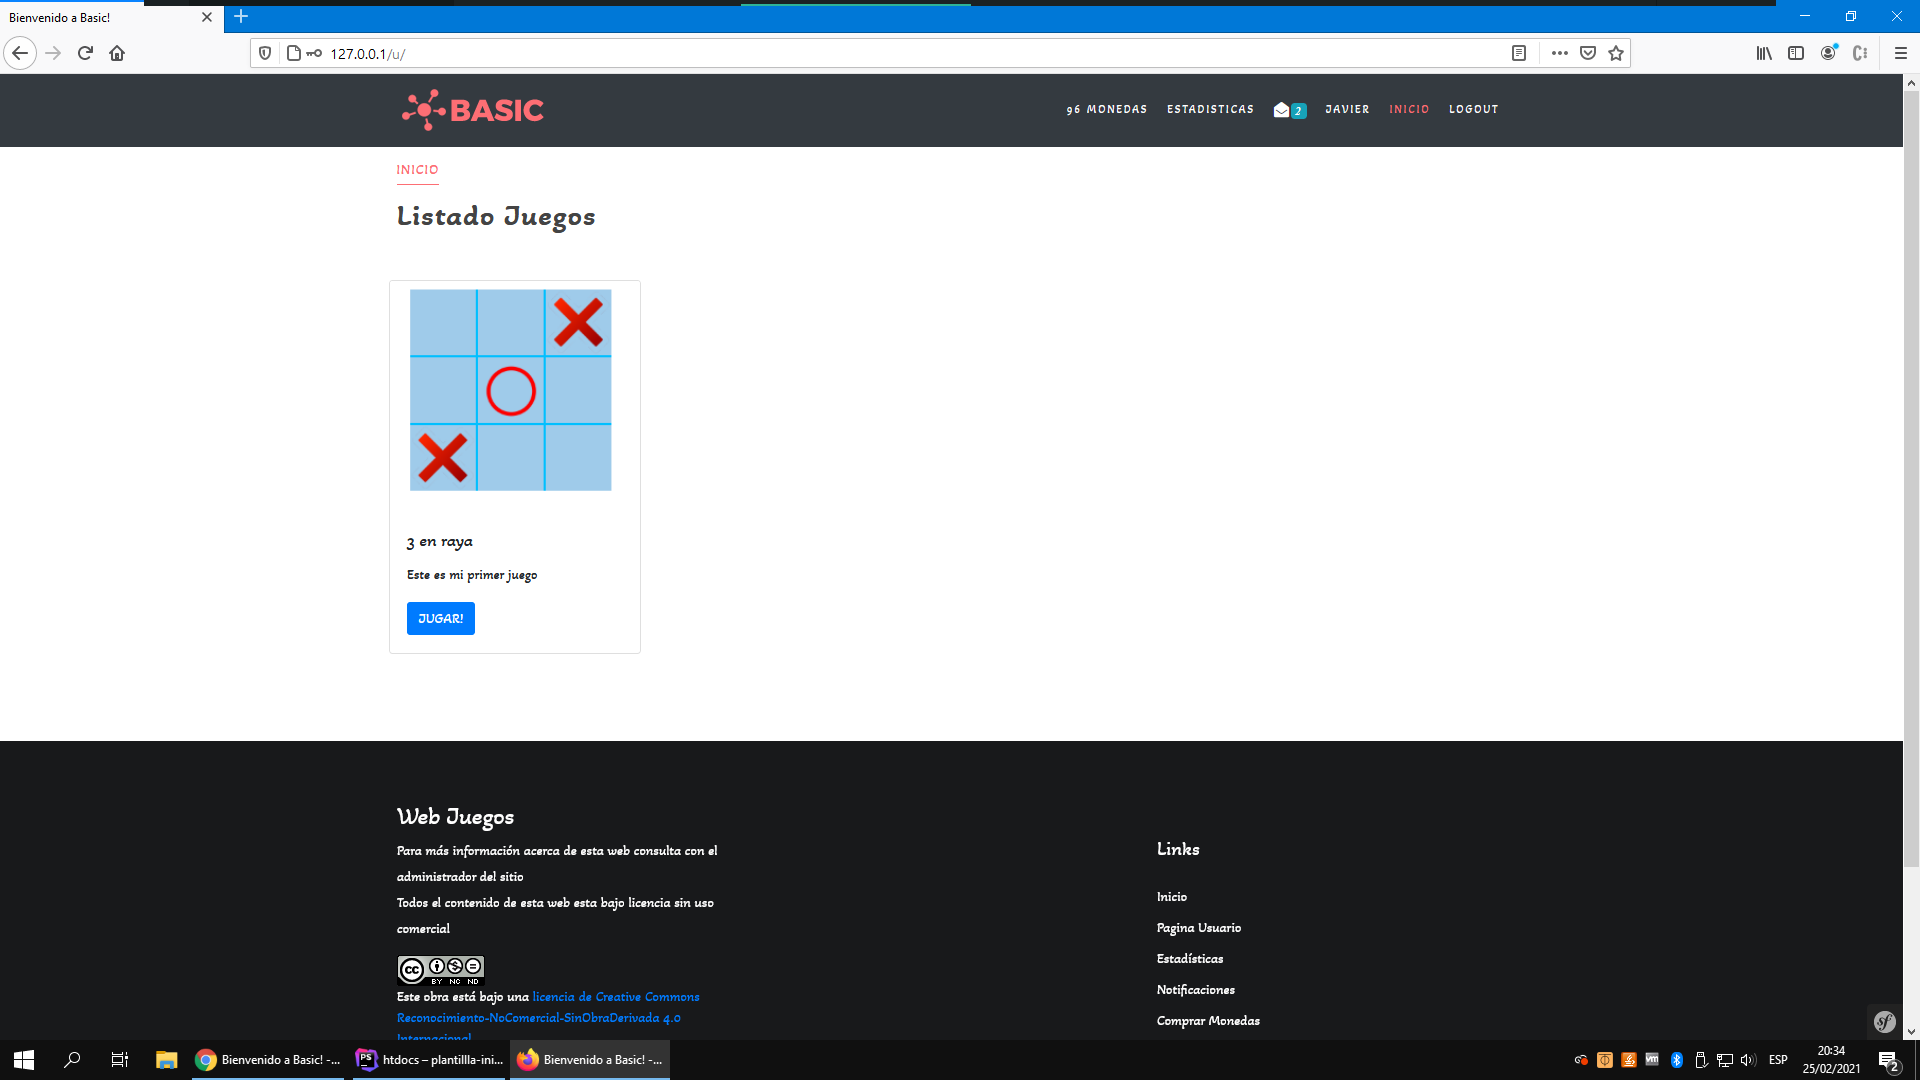 Bienvenido a Basic!
127.0.0.1/u/
BASIC
96 MONEDAS
ESTADISTICAS
2
JAVIER
INICIO
LOGOUT
INICIO
Listado Juegos
3 en raya
Este es mi primer juego
JUGAR!
Web Juegos
Para más información acerca de esta web consulta con el
administrador del sitio
Todos el contenido de esta web esta bajo licencia sin uso
comercial
cc
BY NC ND
Este obra está bajo una licencia de Creative Commons
Reconocimiento-NoComercial-SinObraDerivada 4.0
Internacional
Links
Inicio
Pagina Usuario
Estadísticas
Notificaciones
Comprar Monedas
sf
Bienvenido a Basic! -...
PS
htdocs – plantillla-ini...
Bienvenido a Basic! -...
vm
ESP
20:34
25/02/2021
2